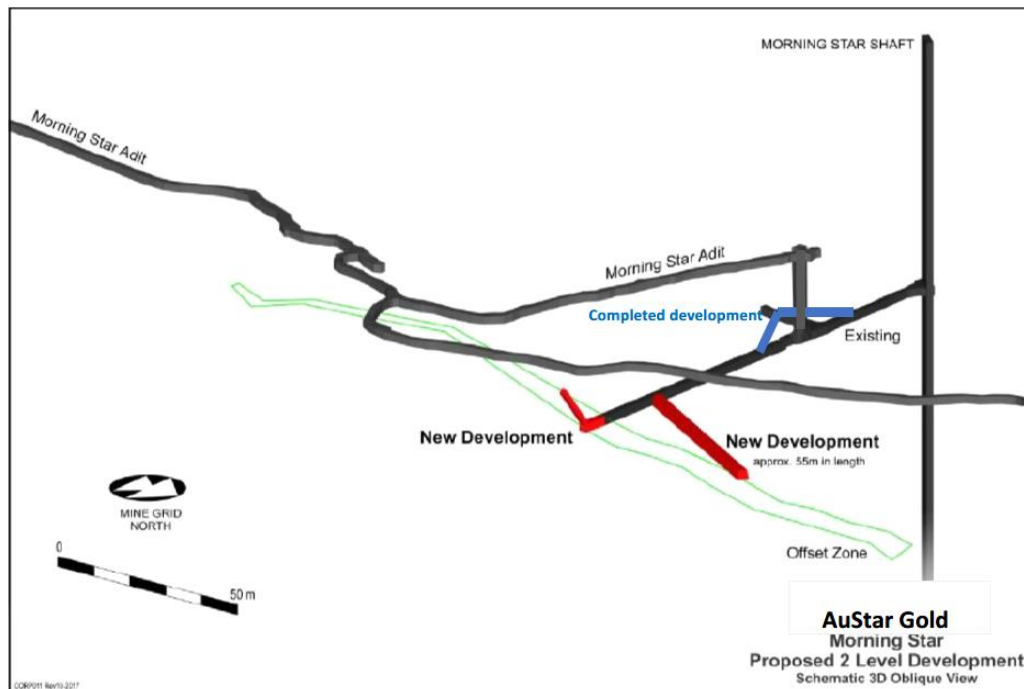 MORNING STAR SHAFT
Morning Star Adit
Morning Star Adit
Completed development
Existing
New Development
New Development
approx. 55m in length
MINE GRID
NORTH
0
50 m
Offset Zone
AuStar Gold
Morning Star
Proposed 2 Level Development
Schematic 3D Oblique View